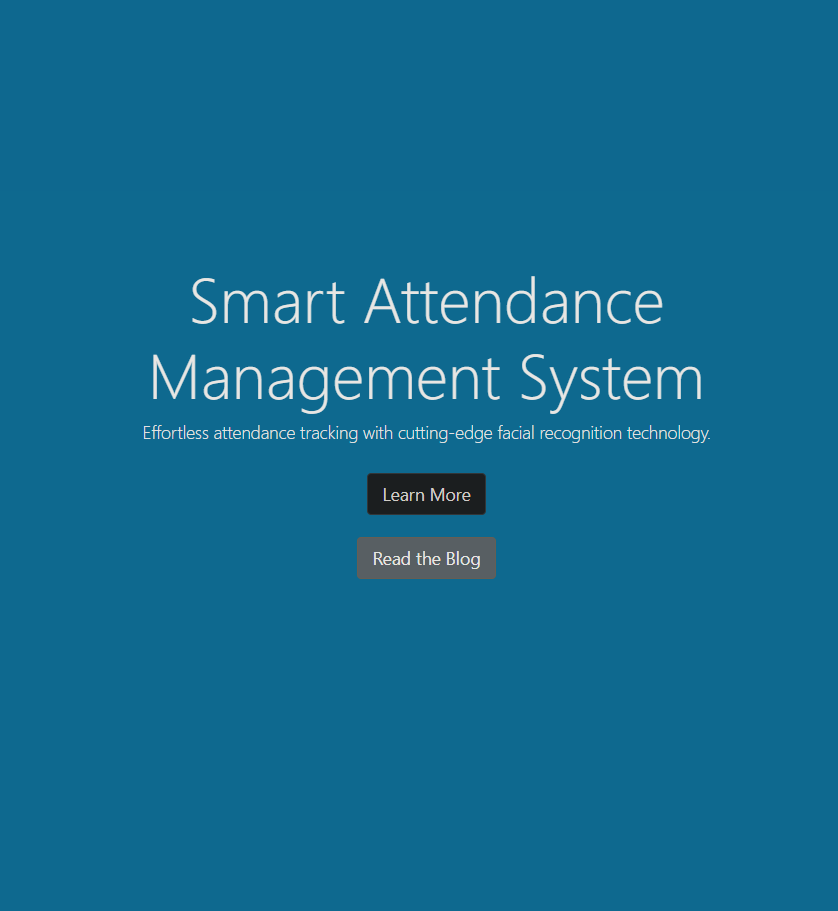 Smart Attendance
Management System
Effortless attendance tracking with cutting-edge facial recognition technology.
Learn More
Read the Blog